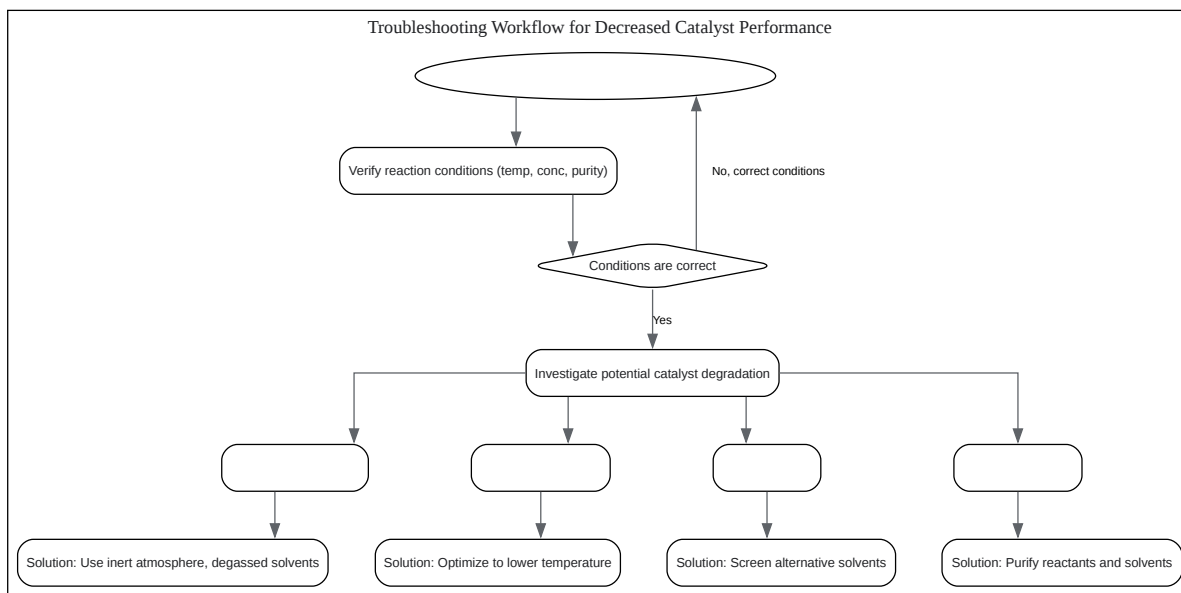 Troubleshooting Workflow for Decreased Catalyst Performance
Verify reaction conditions (temp, conc, purity)
No, correct conditions
Conditions are correct
Yes
Investigate potential catalyst degradation
Solution: Use inert atmosphere, degassed solvents
Solution: Optimize to lower temperature
Solution: Screen alternative solvents
Solution: Purify reactants and solvents